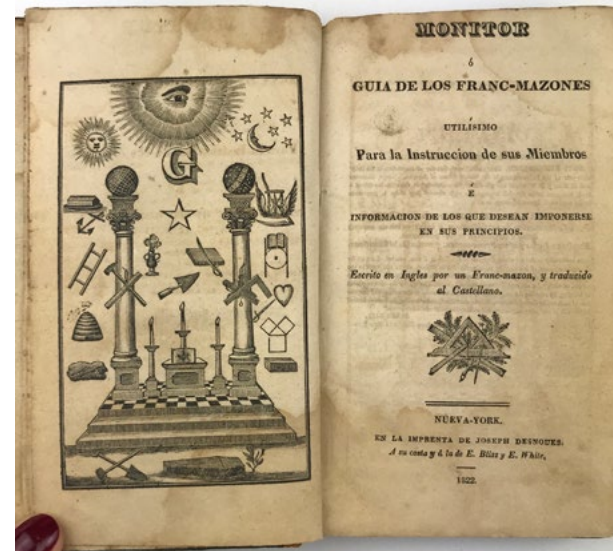 G
MONITOR
ó
GUIA DE LOS FRANC-MAZONES
UTILÍSIMO
Para la Instruccion de sus Miembros
É
INFORMACION DE LOS QUE DESEAN IMPONERSE
EN SUS PRINCIPIOS.
Escrito en Ingles por un Franc-mazon, y traducido
al Castellano.
NUEVA-YORK.
EN LA IMPRENTA DE JOSEPH DESNOUES.
A su costa y á la de E. Bliss y E. White,
1822.